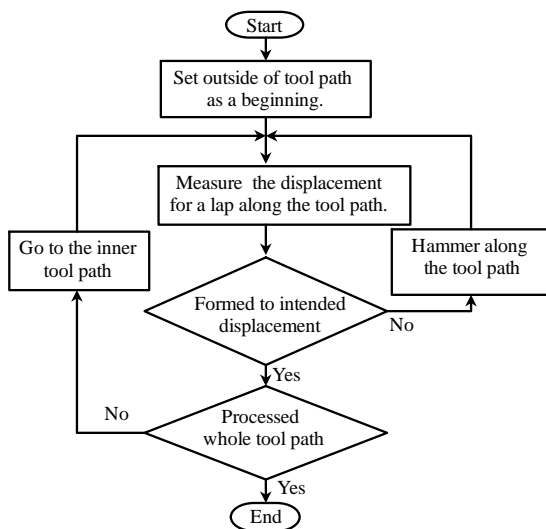 Start
Set outside of tool path
as a beginning.
Measure the displacement
for a lap along the tool path.
Go to the inner
tool path
Hammer along
the tool path
Formed to intended
displacement
No
Yes
No
Processed
whole tool path
Yes
End